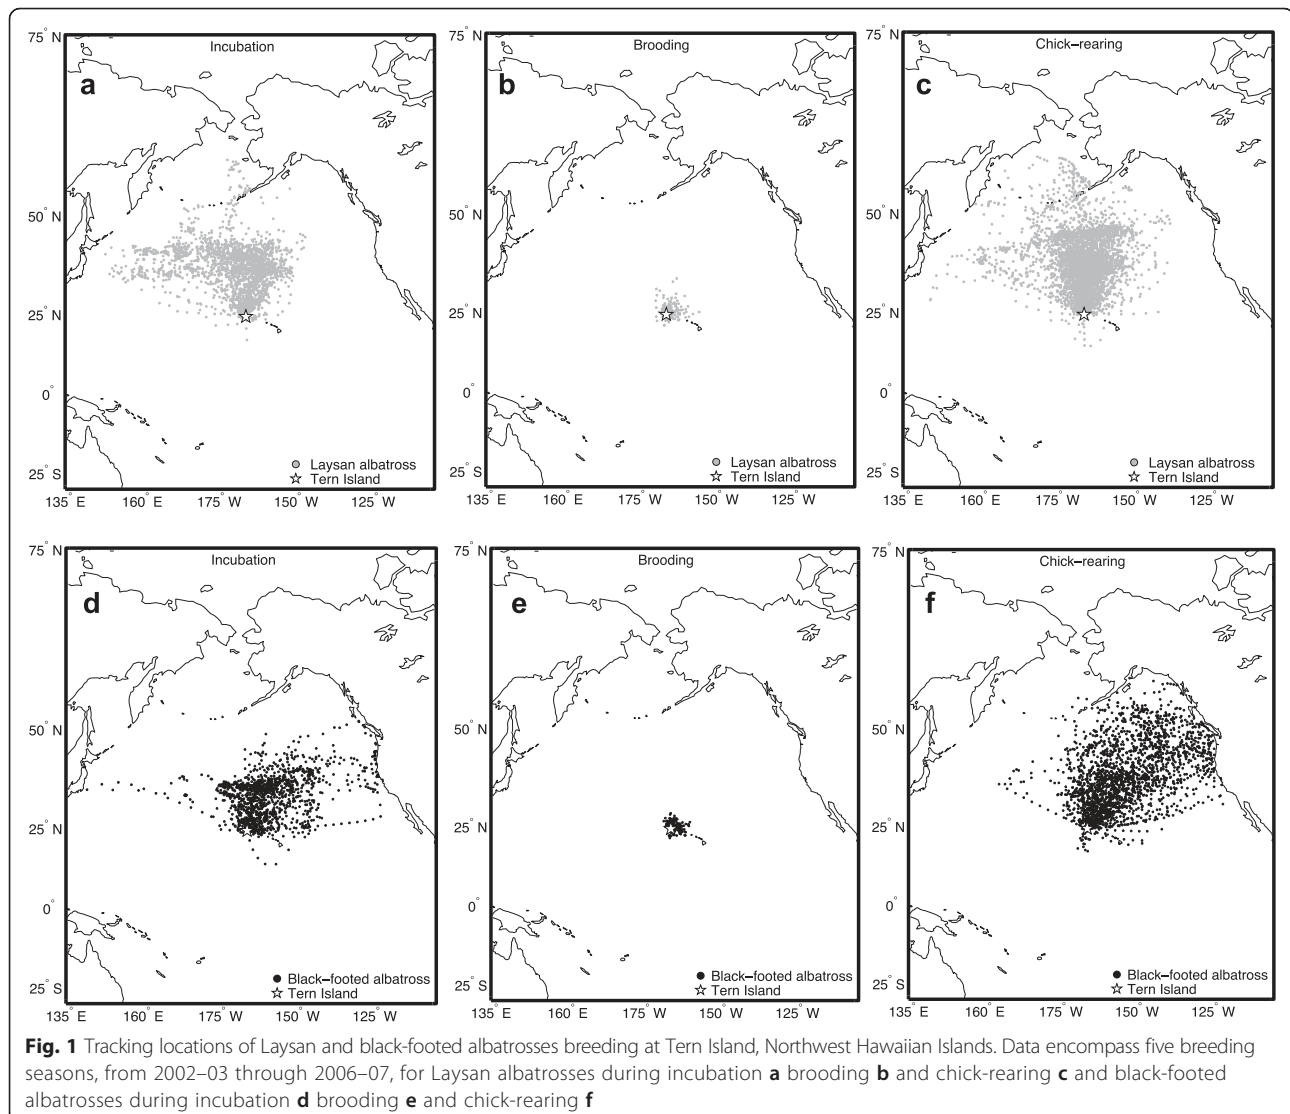 75° N
Incubation
a
50° N
25° N
0°
25° S
Laysan albatross
Tern Island
135° E 160° E 175° W 150° W 125° W
75° N
Brooding
b
50° N
25° N
0°
25° S
Laysan albatross
Tern Island
135° E 160° E 175° W 150° W 125° W
75° N
Chick–rearing
c
50° N
25° N
0°
25° S
Laysan albatross
Tern Island
135° E 160° E 175° W 150° W 125° W
75° N
Incubation
d
50° N
25° N
0°
25° S
Black–footed albatross
Tern Island
135° E 160° E 175° W 150° W 125° W
75° N
Brooding
e
50° N
25° N
0°
25° S
Black–footed albatross
Tern Island
135° E 160° E 175° W 150° W 125° W
75° N
Chick–rearing
f
50° N
25° N
0°
25° S
Black–footed albatross
Tern Island
135° E 160° E 175° W 150° W 125° W
Fig. 1 Tracking locations of Laysan and black-footed albatrosses breeding at Tern Island, Northwest Hawaiian Islands. Data encompass five breeding
seasons, from 2002–03 through 2006–07, for Laysan albatrosses during incubation a brooding b and chick-rearing c and black-footed
albatrosses during incubation d brooding e and chick-rearing f